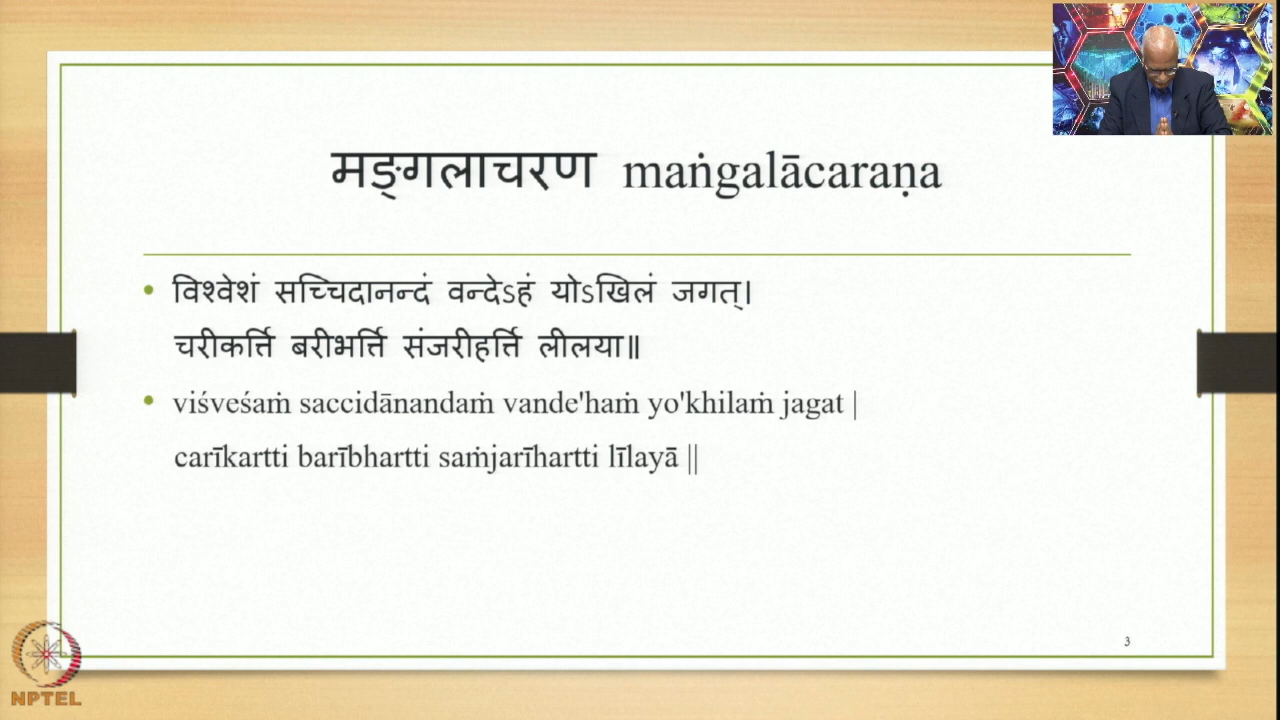 मङ्गलाचरण maṅgalācaraṇa
• विश्वेशं सच्चिदानन्दं वन्देऽहं योऽखिलं जगत्।
चरीकर्त्ति बरीभर्त्ति संजरीहर्त्ति लीलया॥
• viśveśaṁ saccidānandaṁ vande'haṁ yo'khilaṁ jagat |
carīkartti barībhartti saṁjarīhartti līlayā ||
3
NPTEL